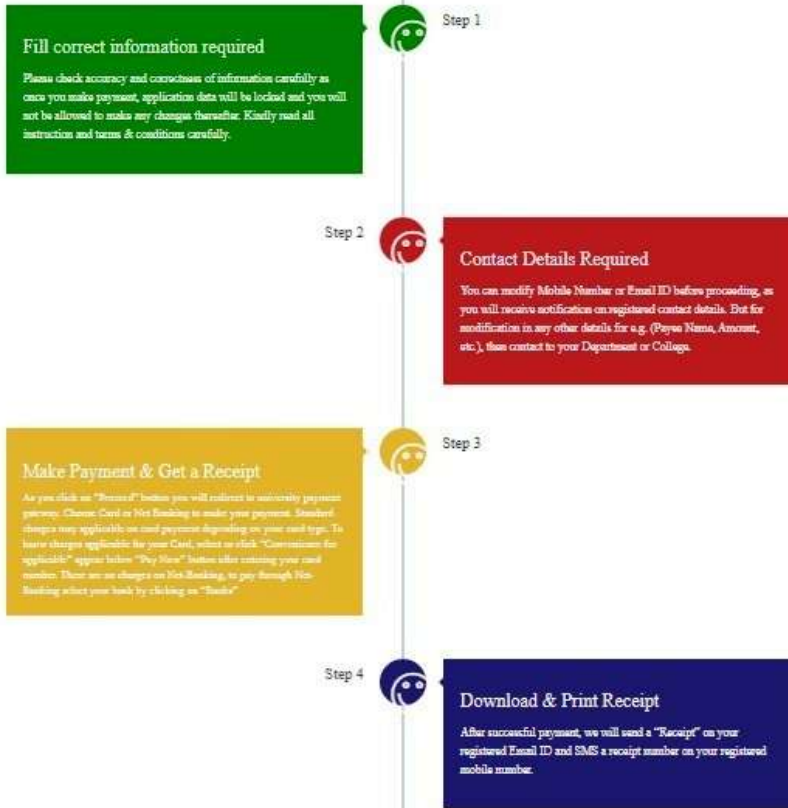 Step 1
Fill correct information required
Please check accuracy and correctness of information carefully as
once you make payment, application data will be locked and you will
not be allowed to make any changes thereafter. Kindly read all
instruction and terms & conditions carefully.
Step 2
Contact Details Required
You can modify Mobile Number or Email ID before proceeding, as
you will receive notification on registered contact details. But for
modification in any other details for e.g. (Payee Name, Amount,
etc.), then contact to your Department or College.
Step 3
Make Payment & Get a Receipt
As you click on "Proceed" button you will redirect to university payment
gateway. Choose Card or Net Banking to make your payment. Standard
charges may applicable on card payment depending on your card type. To
know charges applicable for your Card, select or click "Convenience fee
applicable" appear below "Pay Now" button after entering your card
number. There are no charges on Net-Banking, to pay through Net-
Banking select your bank by clicking on "Banks"
Step 4
Download & Print Receipt
After successful payment, we will send a "Receipt" on your
registered Email ID and SMS a receipt number on your registered
mobile number.